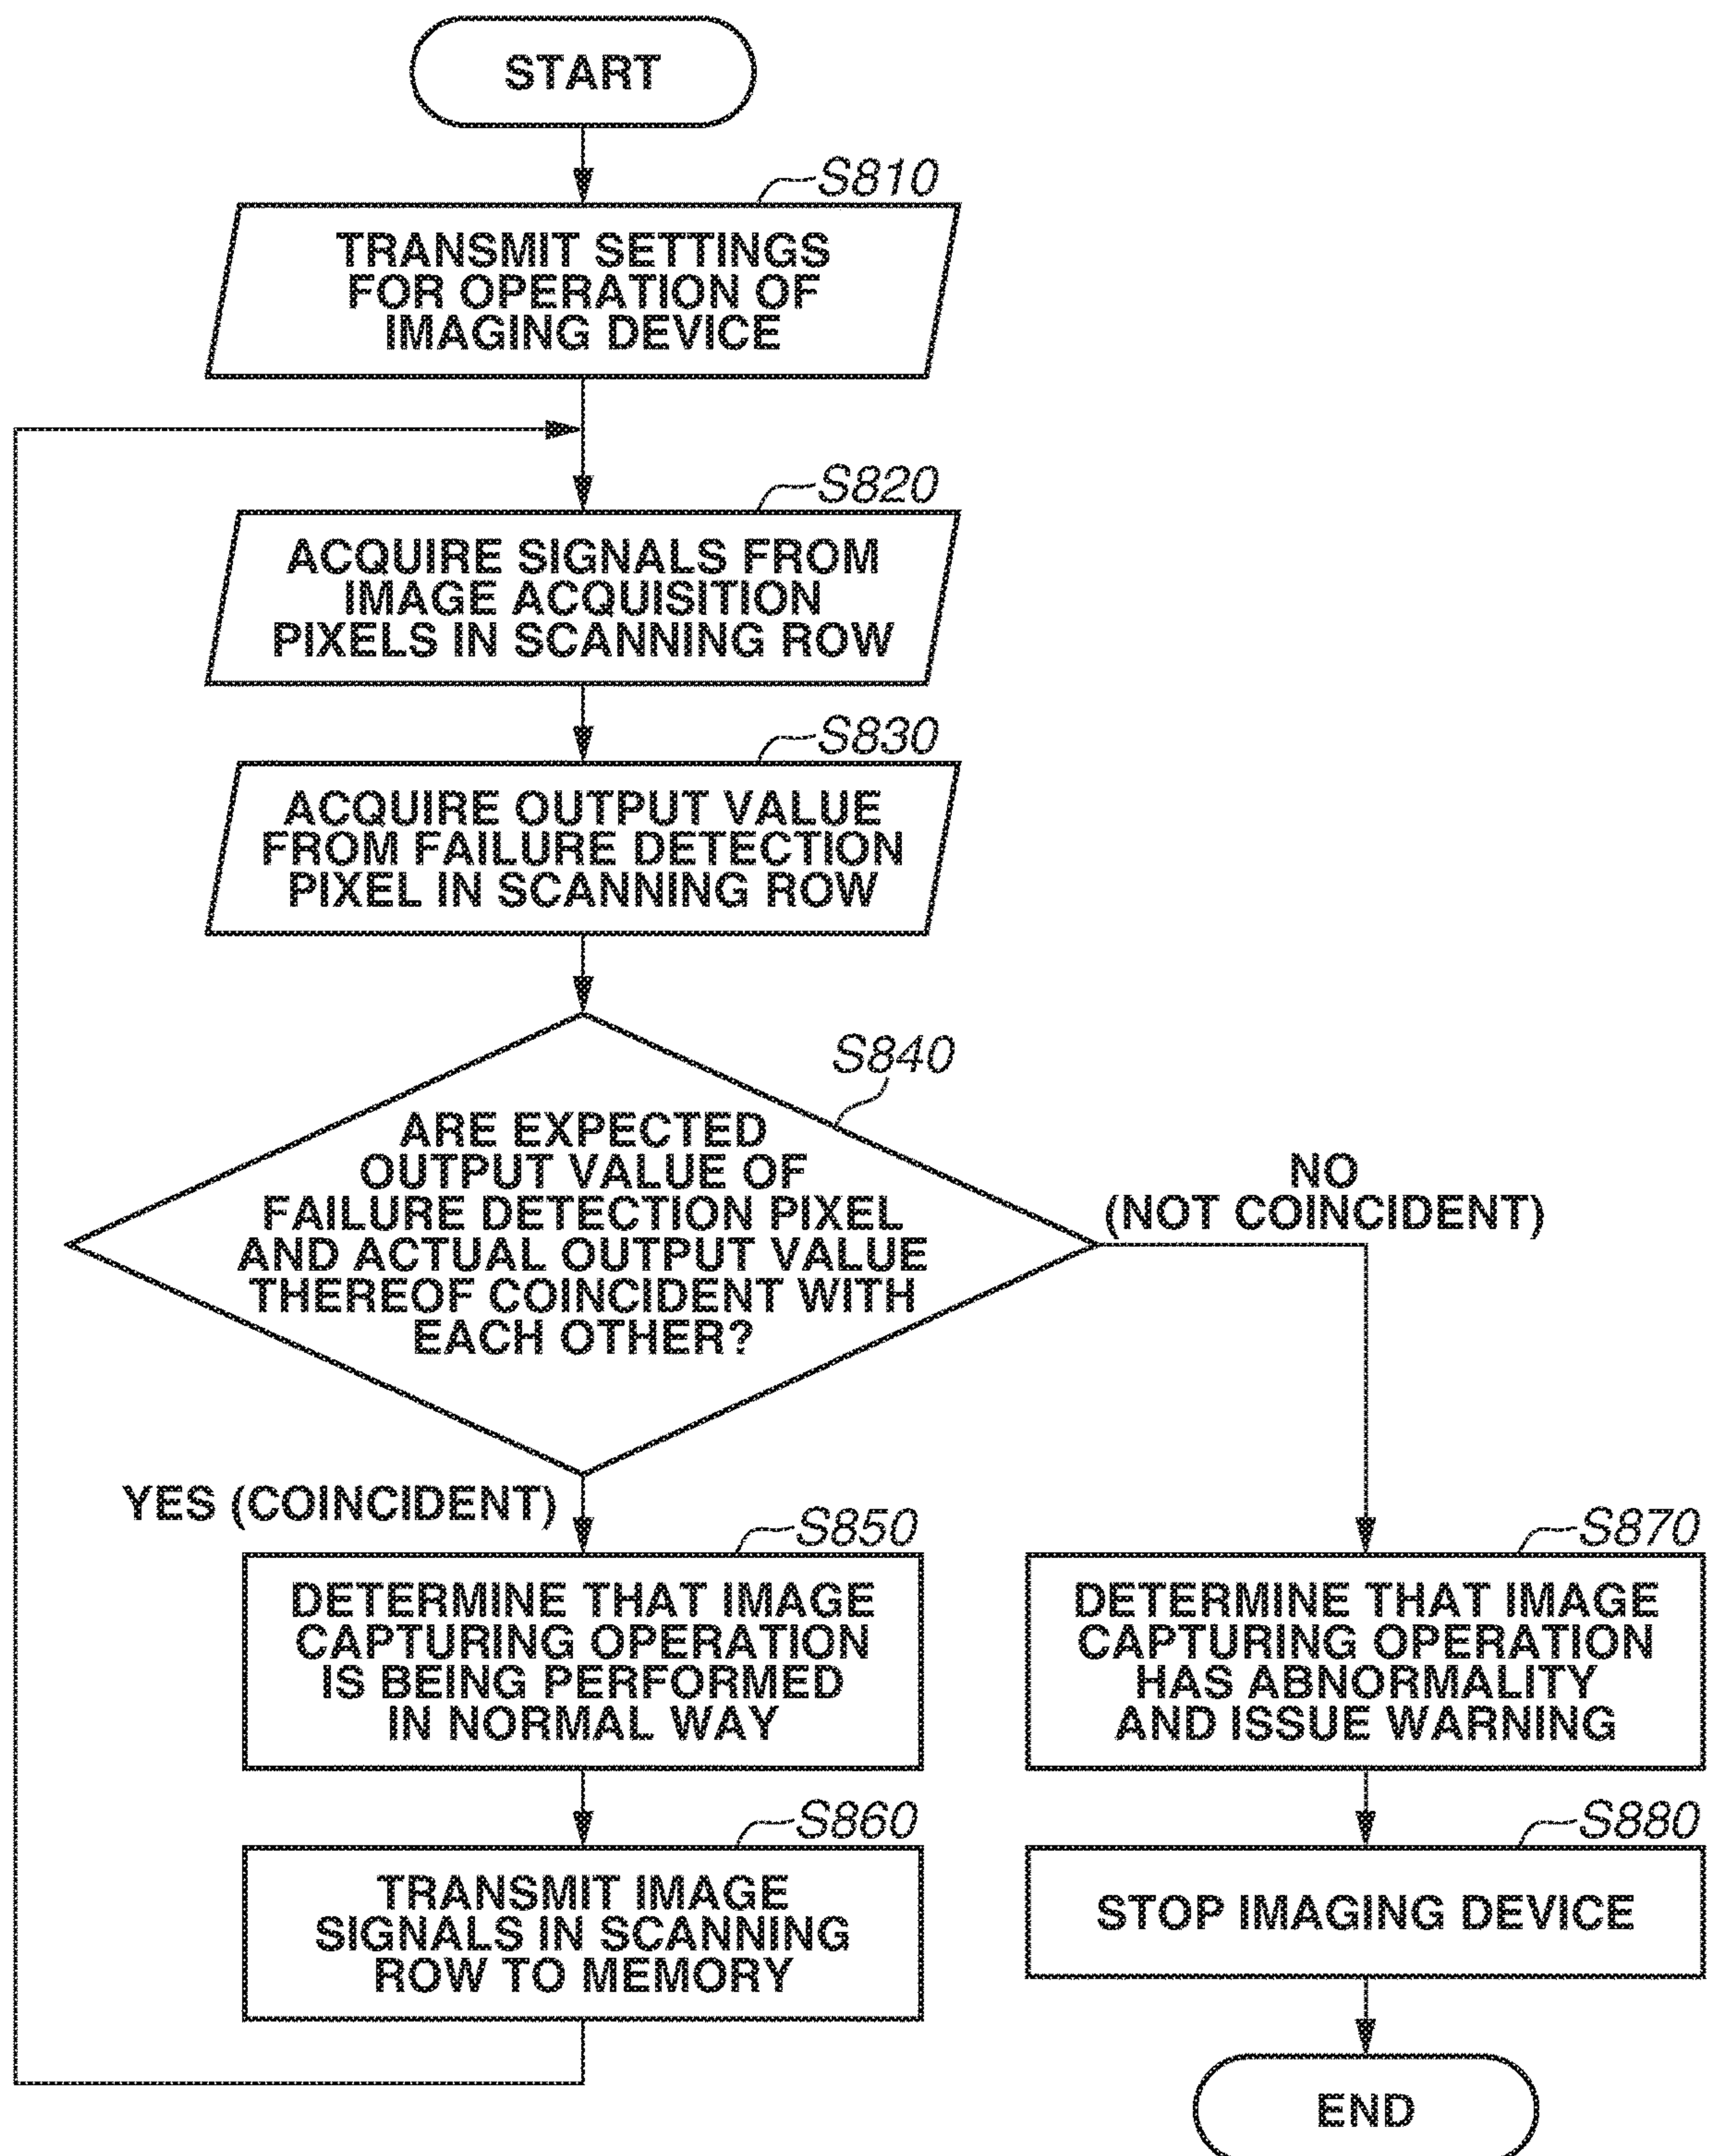 START
S810
TRANSMIT SETTINGS
FOR OPERATION OF
IMAGING DEVICE
S820
ACQUIRE SIGNALS FROM
IMAGE ACQUISITION
PIXELS IN SCANNING ROW
S830
ACQUIRE OUTPUT VALUE
FROM FAILURE DETECTION
PIXEL IN SCANNING ROW
S840
ARE EXPECTED
OUTPUT VALUE OF
FAILURE DETECTION PIXEL
AND ACTUAL OUTPUT VALUE
THEREOF COINCIDENT WITH
EACH OTHER?
NO
(NOT COINCIDENT)
YES (COINCIDENT)
S850
DETERMINE THAT IMAGE
CAPTURING OPERATION
IS BEING PERFORMED
IN NORMAL WAY
S870
DETERMINE THAT IMAGE
CAPTURING OPERATION
HAS ABNORMALITY
AND ISSUE WARNING
S860
TRANSMIT IMAGE
SIGNALS IN SCANNING
ROW TO MEMORY
S880
STOP IMAGING DEVICE
END